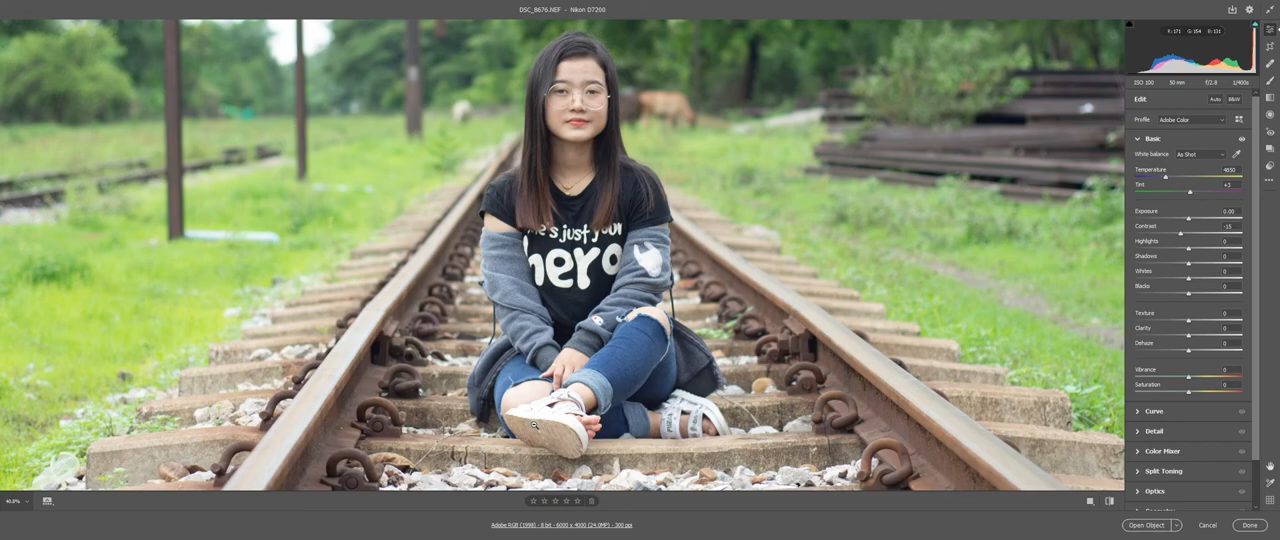 DSC_8676.NEF - Nikon D7200
R: 171 G: 154 B: 131
ISO 100 50 mm f/2.8 1/400s
Edit Auto B&W
Profile Adobe Color
Basic
White balance As Shot
Temperature 4850
Tint +3
Exposure 0.00
Contrast -15
Highlights 0
Shadows 0
Whites 0
Blacks 0
Texture 0
Clarity 0
Dehaze 0
Vibrance 0
Saturation 0
Curve
Detail
Color Mixer
Split Toning
Optics
just your
hero
40.6%
Adobe RGB (1998) - 8 bit - 6000 x 4000 (24.0MP) - 300 ppi
Open Object Cancel Done